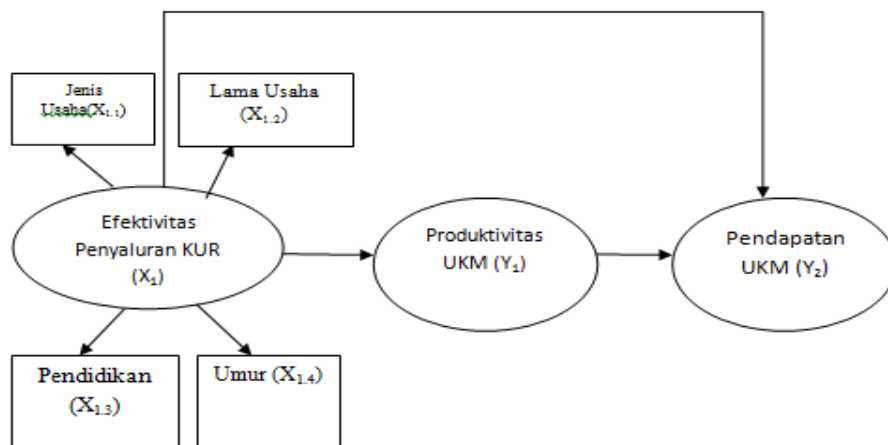 Jenis
Usaha(X₁.₁)
Lama Usaha
(X₁.₂)
Efektivitas
Penyaluran KUR
(X₁)
Produktivitas
UKM (Y₁)
Pendapatan
UKM (Y₂)
Pendidikan
(X₁.₃)
Umur (X₁.₄)